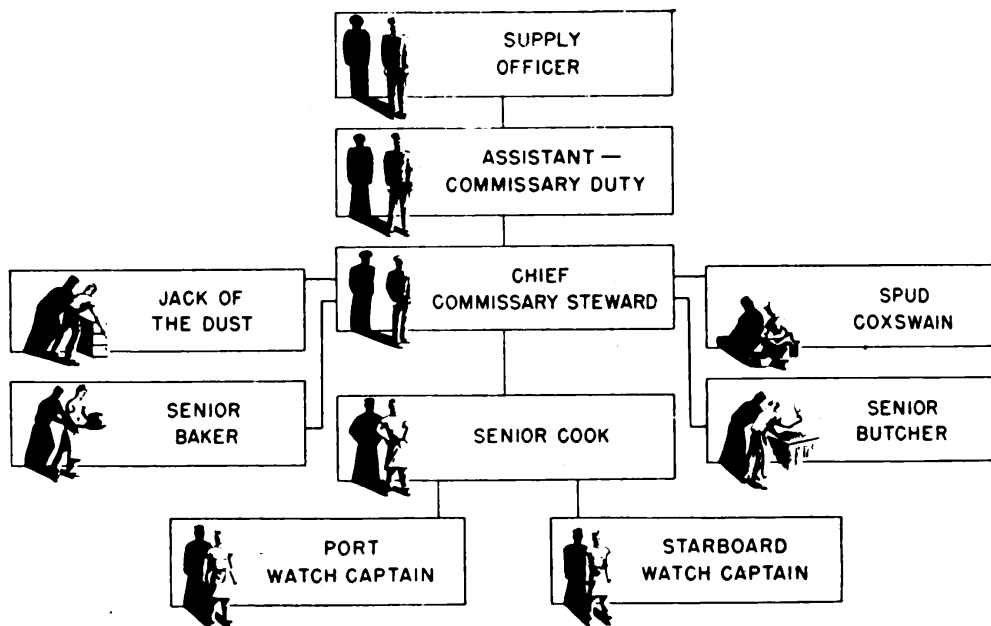 SUPPLY
OFFICER
ASSISTANT —
COMMISSARY DUTY
CHIEF
COMMISSARY STEWARD
JACK OF
THE DUST
SPUD
COXSWAIN
SENIOR
BAKER
SENIOR COOK
SENIOR
BUTCHER
PORT
WATCH CAPTAIN
STARBOARD
WATCH CAPTAIN